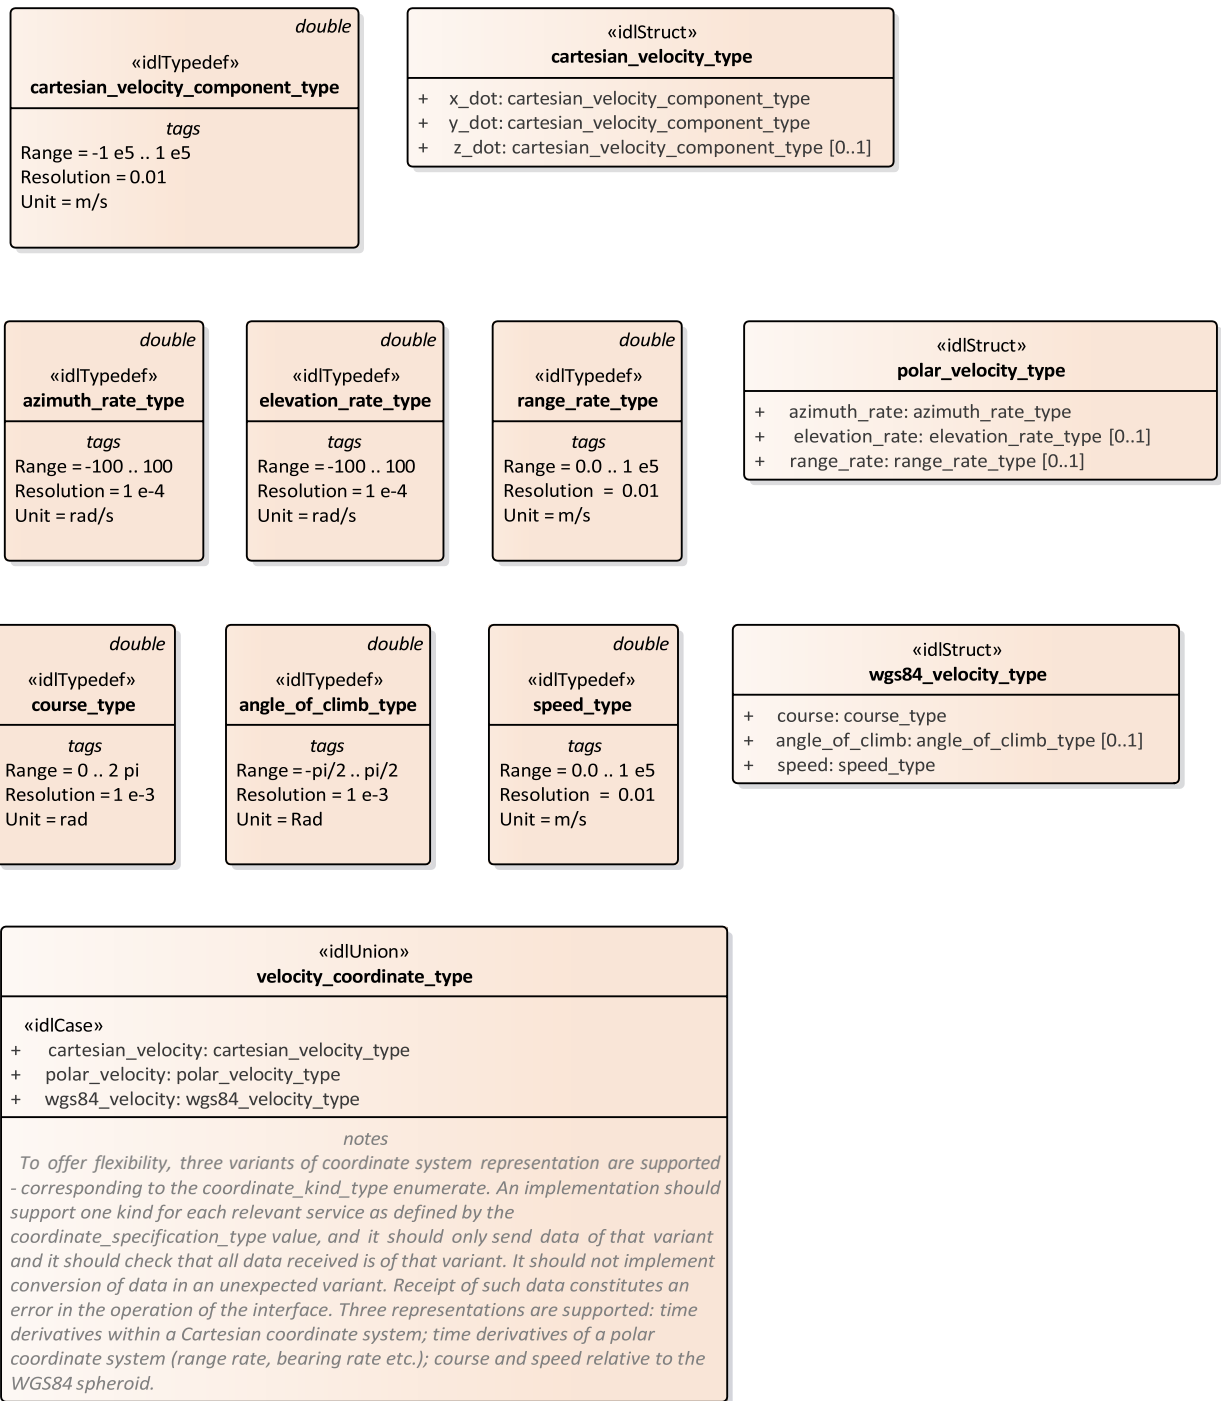 double
«idlTypedef»
cartesian_velocity_component_type
tags
Range = -1 e5 .. 1 e5
Resolution = 0.01
Unit = m/s
«idlStruct»
cartesian_velocity_type
+ x_dot: cartesian_velocity_component_type
+ y_dot: cartesian_velocity_component_type
+ z_dot: cartesian_velocity_component_type [0..1]
double
«idlTypedef»
azimuth_rate_type
tags
Range = -100 .. 100
Resolution = 1 e-4
Unit = rad/s
double
«idlTypedef»
elevation_rate_type
tags
Range = -100 .. 100
Resolution = 1 e-4
Unit = rad/s
double
«idlTypedef»
range_rate_type
tags
Range = 0.0 .. 1 e5
Resolution = 0.01
Unit = m/s
«idlStruct»
polar_velocity_type
+ azimuth_rate: azimuth_rate_type
+ elevation_rate: elevation_rate_type [0..1]
+ range_rate: range_rate_type [0..1]
double
«idlTypedef»
course_type
tags
Range = 0 .. 2 pi
Resolution = 1 e-3
Unit = rad
double
«idlTypedef»
angle_of_climb_type
tags
Range = -pi/2 .. pi/2
Resolution = 1 e-3
Unit = Rad
double
«idlTypedef»
speed_type
tags
Range = 0.0 .. 1 e5
Resolution = 0.01
Unit = m/s
«idlStruct»
wgs84_velocity_type
+ course: course_type
+ angle_of_climb: angle_of_climb_type [0..1]
+ speed: speed_type
«idlUnion»
velocity_coordinate_type
«idlCase»
+ cartesian_velocity: cartesian_velocity_type
+ polar_velocity: polar_velocity_type
+ wgs84_velocity: wgs84_velocity_type
notes
To offer flexibility, three variants of coordinate system representation are supported
- corresponding to the coordinate_kind_type enumerate. An implementation should
support one kind for each relevant service as defined by the
coordinate_specification_type value, and it should only send data of that variant
and it should check that all data received is of that variant. It should not implement
conversion of data in an unexpected variant. Receipt of such data constitutes an
error in the operation of the interface. Three representations are supported: time
derivatives within a Cartesian coordinate system; time derivatives of a polar
coordinate system (range rate, bearing rate etc.); course and speed relative to the
WGS84 spheroid.